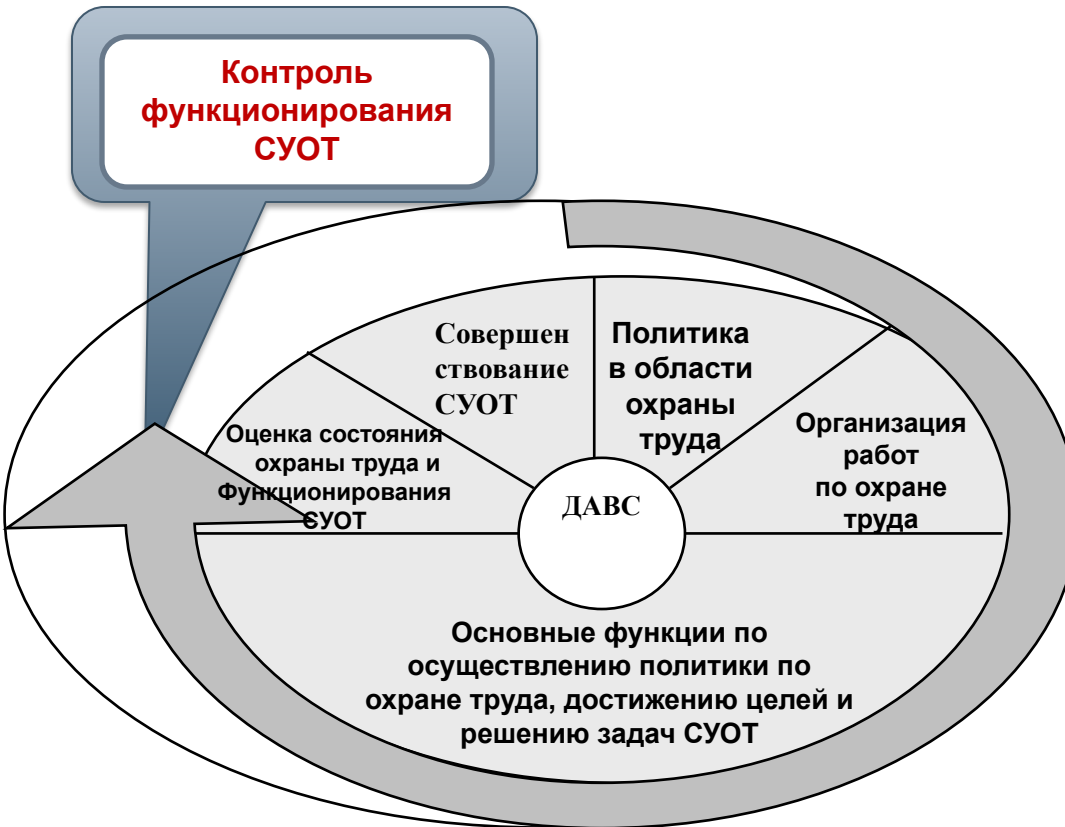 Контроль
функционирования
СУОТ
Совершен
ствование
СУОТ
Политика
в области
охраны
труда
Организация
работ
по охране
труда
Оценка состояния
охраны труда и
Функционирования
СУОТ
ДАВС
Основные функции по
осуществлению политики по
охране труда, достижению целей и
решению задач СУОТ